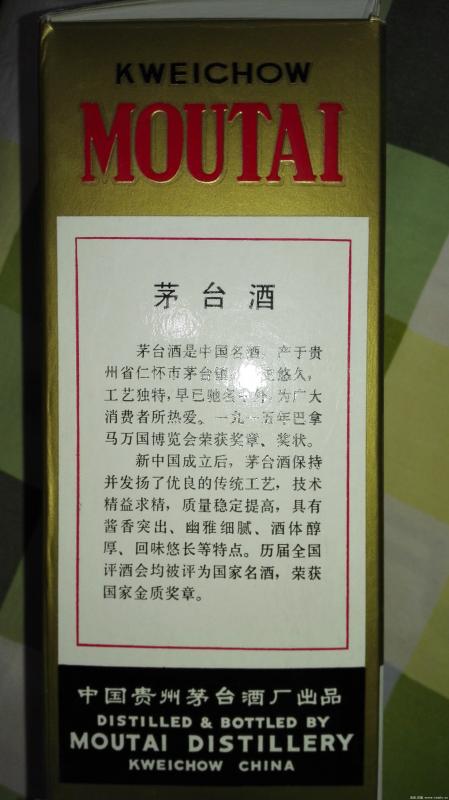 KWEICHOW
MOUTAI
茅台酒
茅台酒是中国名酒，产于贵
州省仁怀市茅台镇，悠久，
工艺独特，早已驰名中外，为广大
消费者所热爱。一九一五年巴拿
马万国博览会荣获奖章、奖状。
新中国成立后，茅台酒保持
并发扬了优良的传统工艺，技术
精益求精，质量稳定提高，具有
酱香突出、幽雅细腻、酒体醇
厚、回味悠长等特点。历届全国
评酒会均被评为国家名酒，荣获
国家金质奖章。
中国贵州茅台酒厂出品
DISTILLED & BOTTLED BY
MOUTAI DISTILLERY
KWEICHOW CHINA